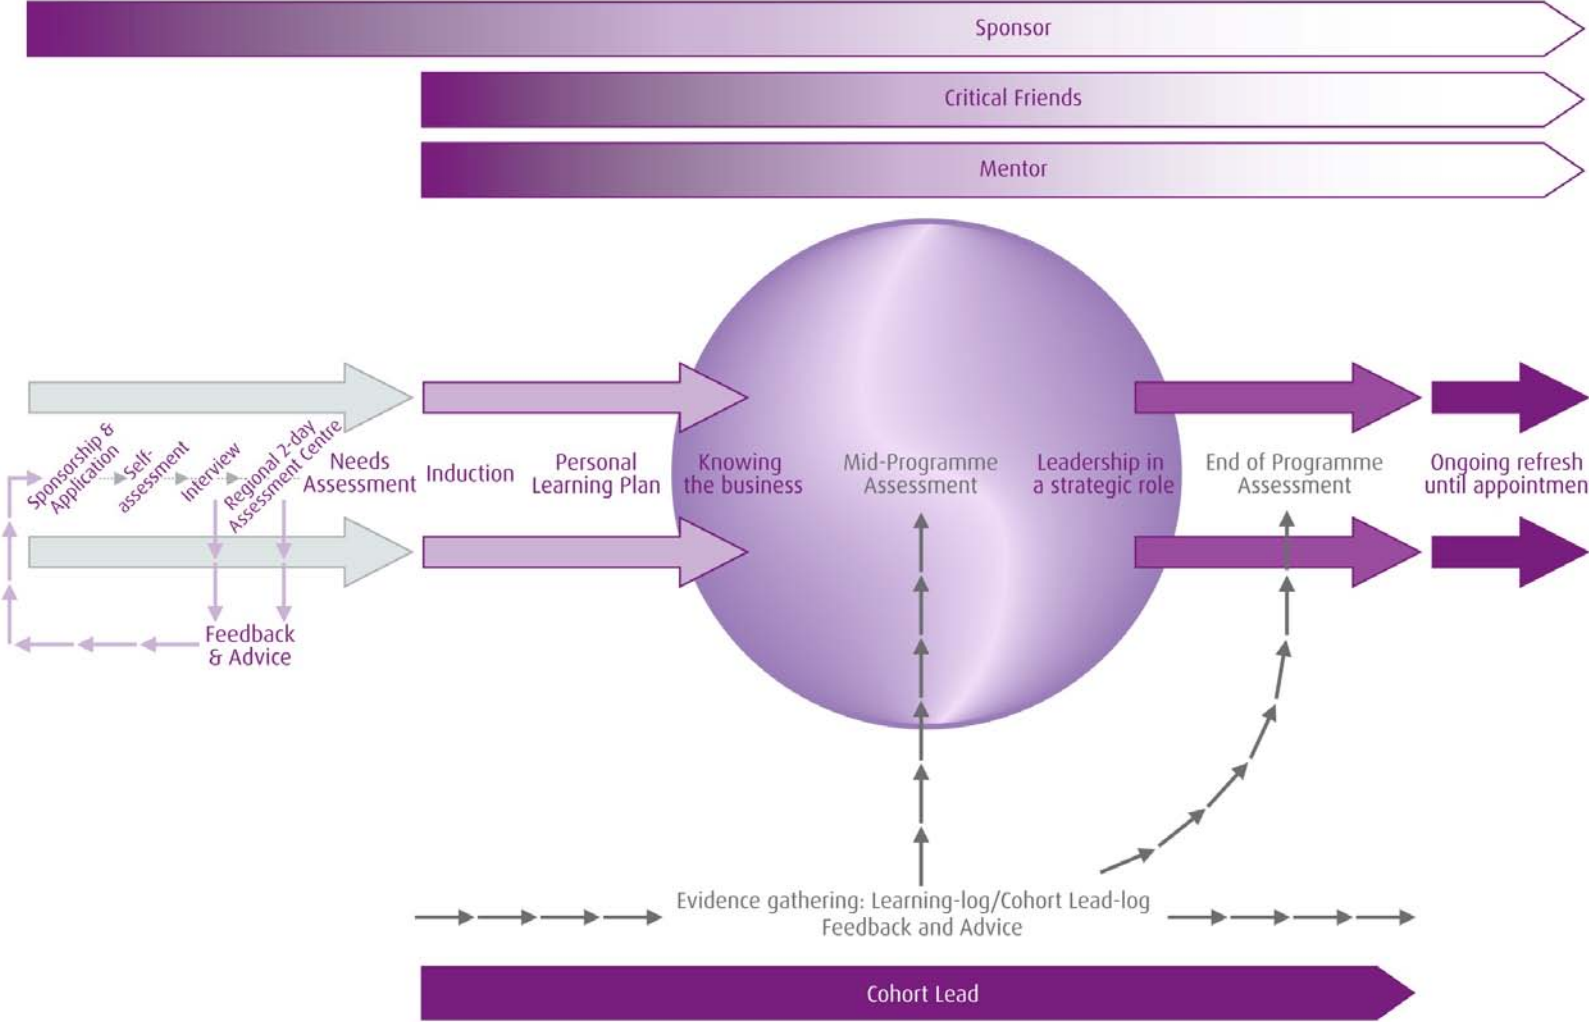 Sponsor
Critical Friends
Mentor
Sponsorship &
Application
Self-
assessment
Interview
Regional 2-day
Assessment Centre
Needs
Assessment
Induction
Personal
Learning Plan
Knowing
the business
Mid-Programme
Assessment
Leadership in
a strategic role
End of Programme
Assessment
Ongoing refresh
until appointmen
Feedback
& Advice
Evidence gathering: Learning-log/Cohort Lead-log
Feedback and Advice
Cohort Lead